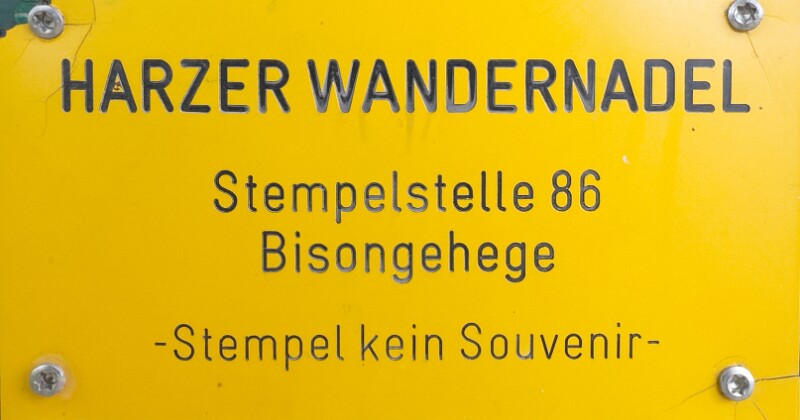 HARZER WANDERNADEL
Stempelstelle 86
Bisongehege
-Stempel kein Souvenir-